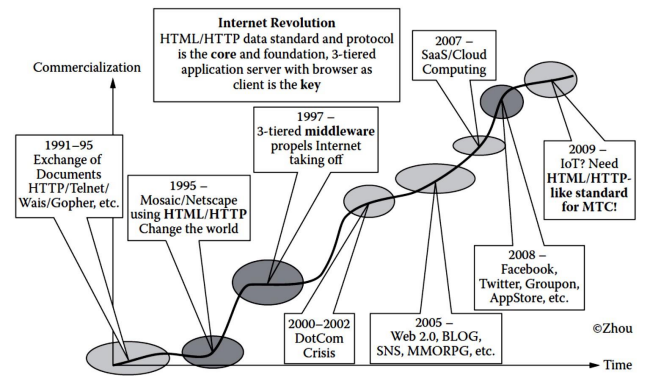 Internet Revolution
HTML/HTTP data standard and protocol
is the core and foundation, 3-tiered
application server with browser as
client is the key
Commercialization
1991–95
Exchange of
Documents
HTTP/Telnet/
Wais/Gopher, etc.
1995 –
Mosaic/Netscape
using HTML/HTTP
Change the world
1997 –
3-tiered middleware
propels Internet
taking off
2000–2002
DotCom
Crisis
2005 –
Web 2.0, BLOG,
SNS, MMORPG, etc.
2007 –
SaaS/Cloud
Computing
2008 –
Facebook,
Twitter, Groupon,
AppStore, etc.
2009 –
IoT? Need
HTML/HTTP-
like standard
for MTC!
©Zhou
Time